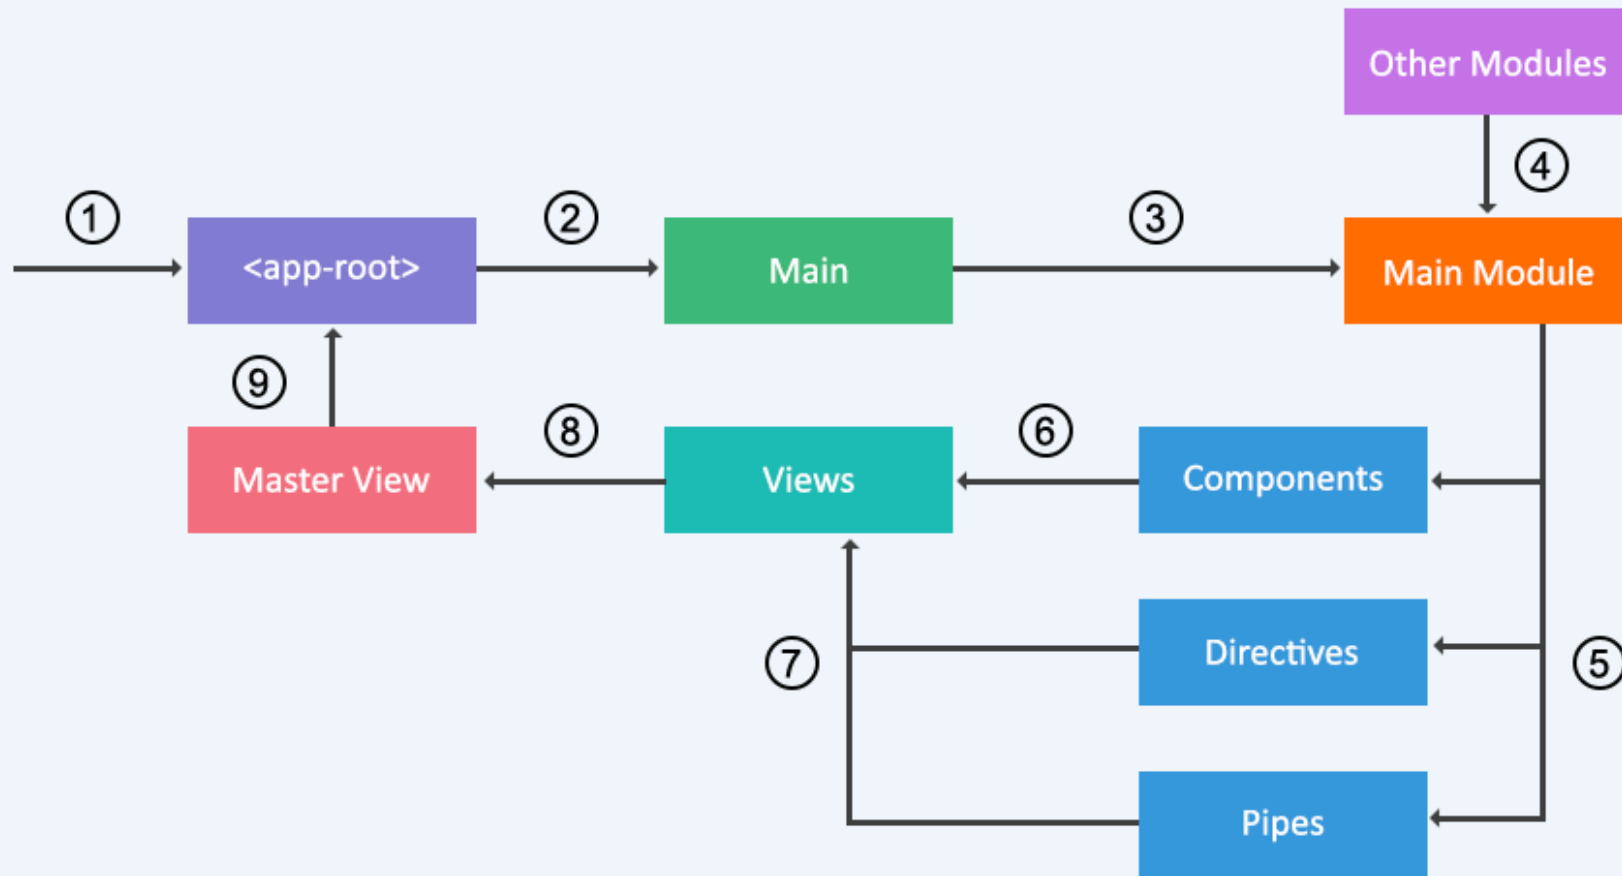 Other Modules
④
①
②
③
<app-root>
Main
Main Module
⑨
⑧
⑥
Master View
Views
Components
⑦
Directives
⑤
Pipes